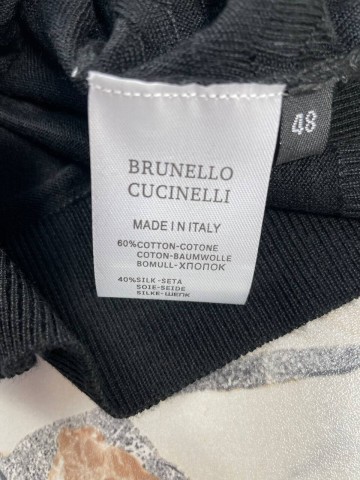 48
BRUNELLO
CUCINELLI
MADE IN ITALY
60%COTTON-COTONE
COTON-BAUMWOLLE
BOMULL-ХЛОПОК
40%SILK-SETA
SOIE-SEIDE
SILKE-ШЕЛК